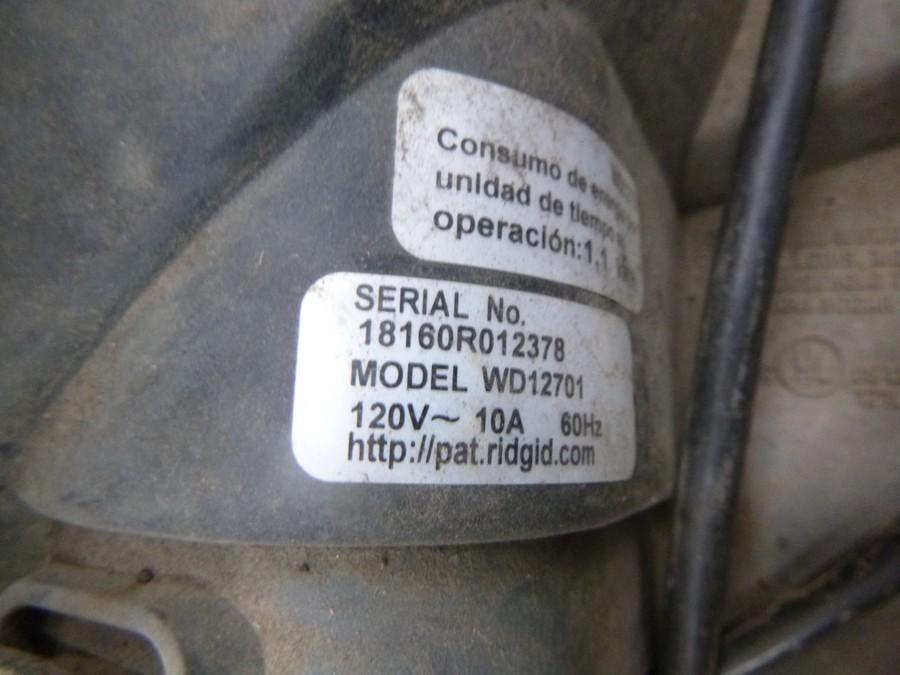 Consumo de
unidad de tiempo
operación:1,1
SERIAL No.
18160R012378
MODEL WD12701
120V~ 10A 60Hz
http://pat.ridgid.com